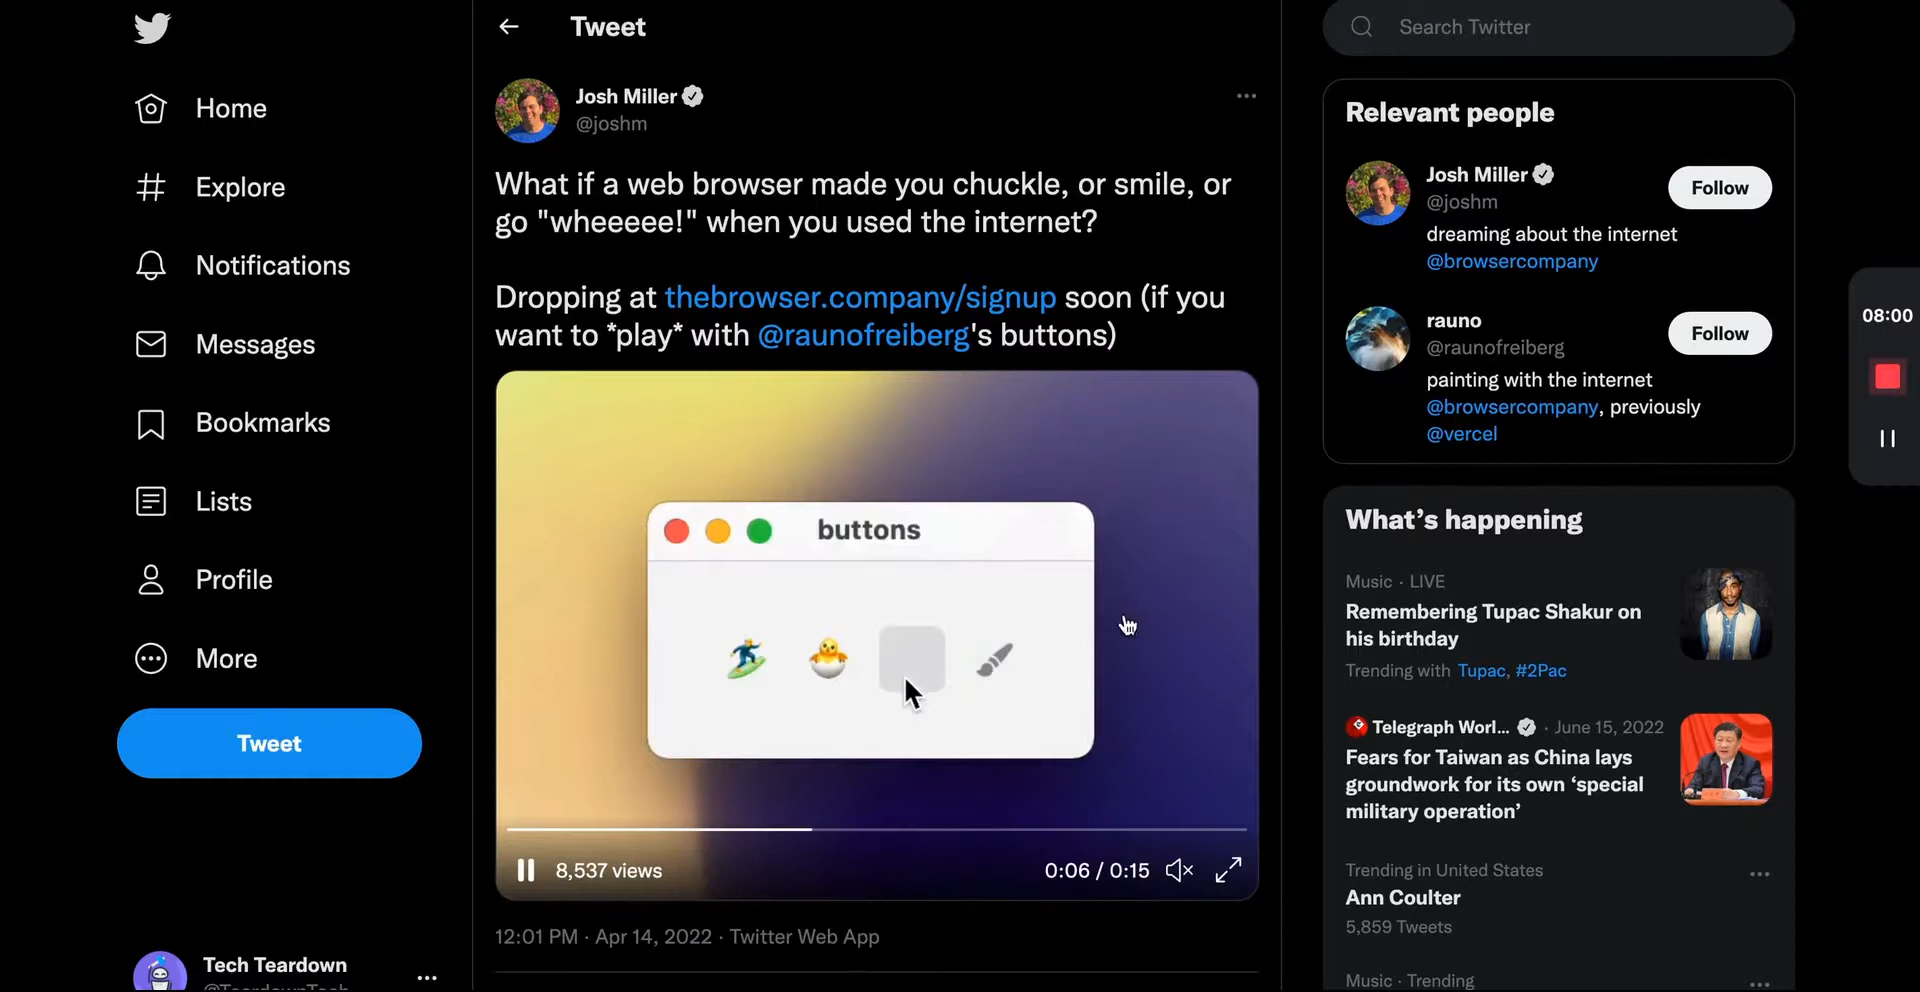 Home
Explore
Notifications
Messages
Bookmarks
Lists
Profile
More
Tweet
Tech Teardown
Tweet
Josh Miller
@joshm
What if a web browser made you chuckle, or smile, or
go "wheeeee!" when you used the internet?
Dropping at thebrowser.company/signup soon (if you
want to *play* with @raunofreiberg's buttons)
buttons
8,537 views
0:06 / 0:15
12:01 PM · Apr 14, 2022 · Twitter Web App
Search Twitter
Relevant people
Josh Miller
@joshm
Follow
dreaming about the internet
@browsercompany
rauno
@raunofreiberg
Follow
painting with the internet
@browsercompany, previously
@vercel
What's happening
Music · LIVE
Remembering Tupac Shakur on
his birthday
Trending with Tupac, #2Pac
Telegraph Worl... · June 15, 2022
Fears for Taiwan as China lays
groundwork for its own ‘special
military operation’
Trending in United States
Ann Coulter
5,859 Tweets
Music · Trending
08:00